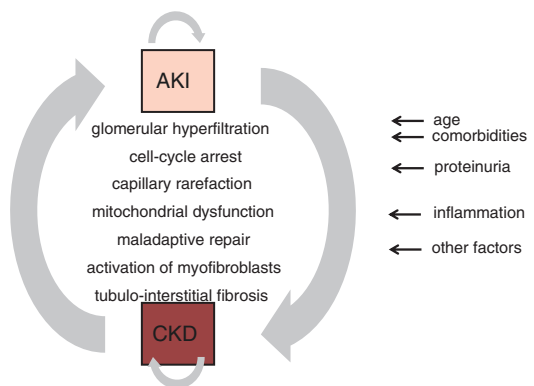 AKI
glomerular hyperfiltration
cell-cycle arrest
capillary rarefaction
mitochondrial dysfunction
maladaptive repair
activation of myofibroblasts
tubulo-interstitial fibrosis
CKD
age
comorbidities
proteinuria
inflammation
other factors